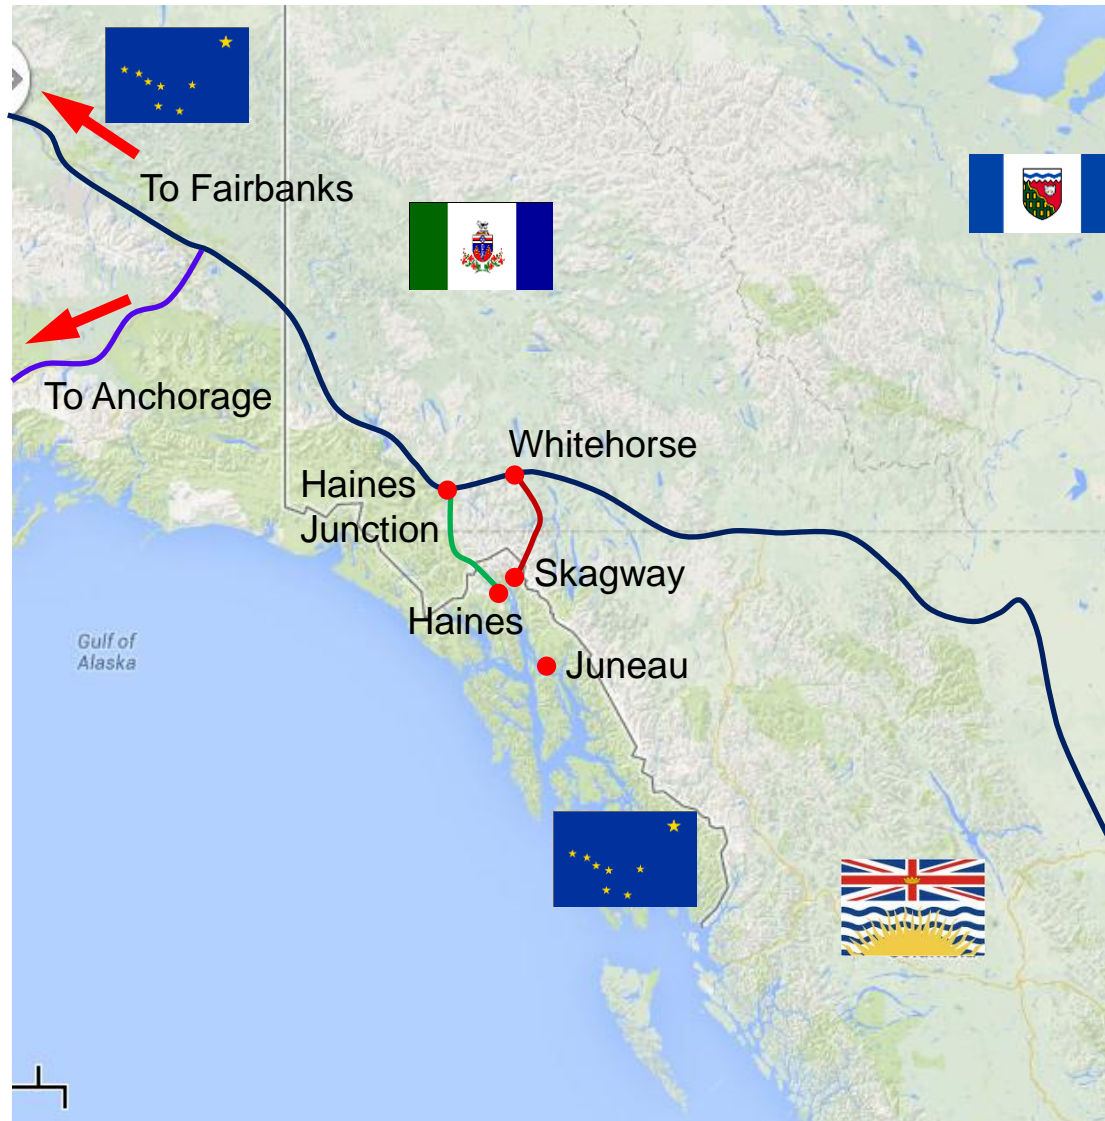 To Fairbanks
To Anchorage
Whitehorse
Haines
Junction
Skagway
Haines
Juneau
Gulf of
Alaska